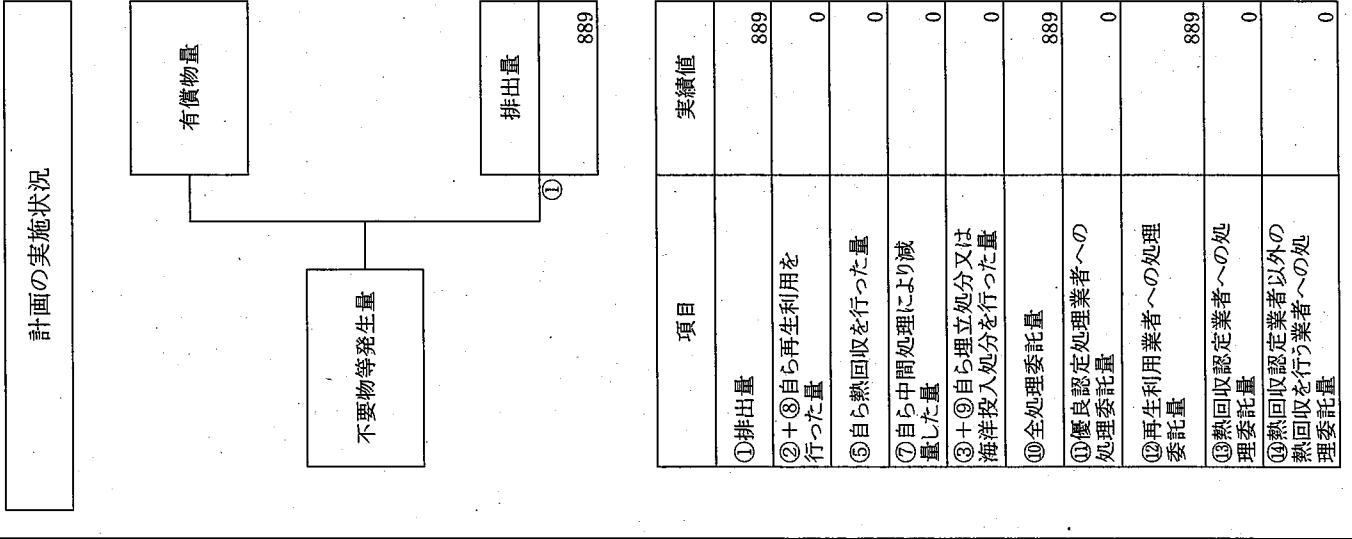 計画の実施状況
有償物量
不要物等発生量
排出量
①
889
項目
実績値
①排出量
889
②+⑧自ら再生利用を
行った量
0
⑤自ら熱回収を行った量
0
⑦自ら中間処理により減
量した量
0
③+⑨自ら埋立処分又は
海洋投入処分を行った量
0
⑩全処理委託量
889
⑪優良認定処理業者への
処理委託量
0
⑫再生利用業者への処理
委託量
889
⑬熱回収認定業者への処
理委託量
0
⑭熱回収認定業者以外の
熱回収を行う業者への処
理委託量
0